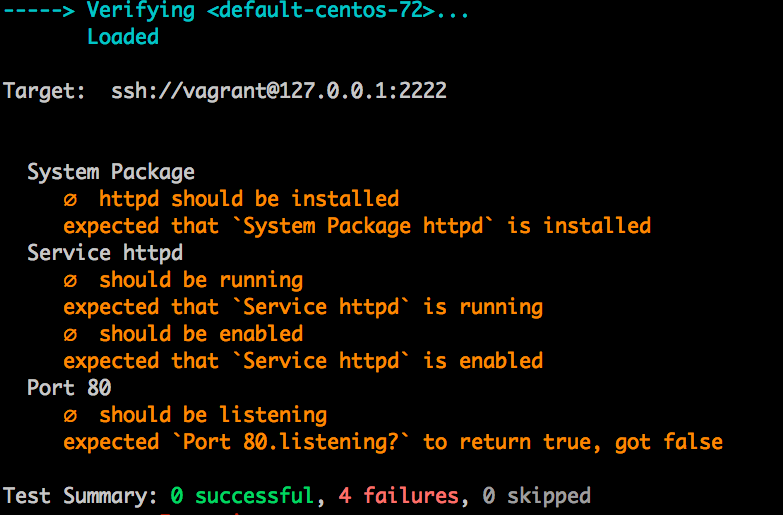 -----> Verifying <default-centos-72>...
Loaded
Target: ssh://vagrant@127.0.0.1:2222
System Package
∅ httpd should be installed
expected that `System Package httpd` is installed
Service httpd
∅ should be running
expected that `Service httpd` is running
∅ should be enabled
expected that `Service httpd` is enabled
Port 80
∅ should be listening
expected `Port 80.listening?` to return true, got false
Test Summary: 0 successful, 4 failures, 0 skipped